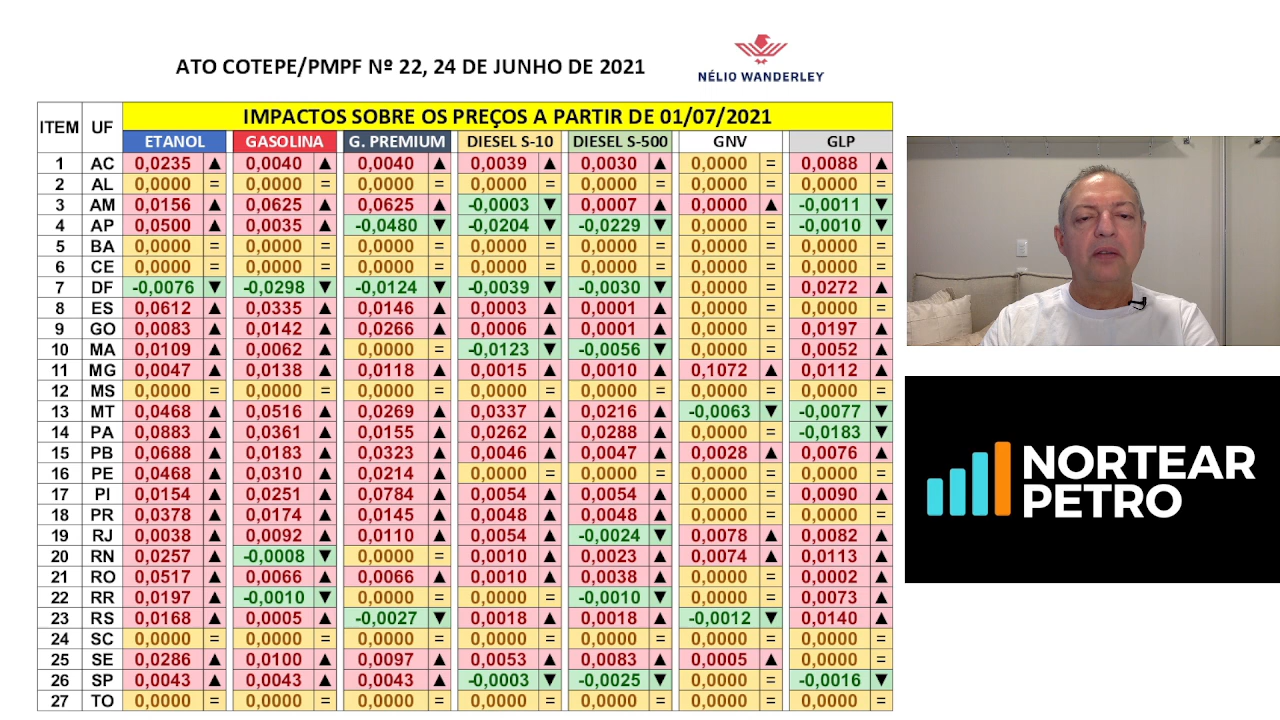 ATO COTEPE/PMPF Nº 22, 24 DE JUNHO DE 2021
NÉLIO WANDERLEY
ITEM UF IMPACTOS SOBRE OS PREÇOS A PARTIR DE 01/07/2021
ETANOL GASOLINA G. PREMIUM DIESEL S-10 DIESEL S-500 GNV GLP
1 AC 0,0235 ▲ 0,0040 ▲ 0,0040 ▲ 0,0039 ▲ 0,0030 ▲ 0,0000 = 0,0088 ▲
2 AL 0,0000 = 0,0000 = 0,0000 = 0,0000 = 0,0000 = 0,0000 = 0,0000 =
3 AM 0,0156 ▲ 0,0625 ▲ 0,0625 ▲ -0,0003 ▼ 0,0007 ▲ 0,0000 ▲ -0,0011 ▼
4 AP 0,0500 ▲ 0,0035 ▲ -0,0480 ▼ -0,0204 ▼ -0,0229 ▼ 0,0000 = -0,0010 ▼
5 BA 0,0000 = 0,0000 = 0,0000 = 0,0000 = 0,0000 = 0,0000 = 0,0000 =
6 CE 0,0000 = 0,0000 = 0,0000 = 0,0000 = 0,0000 = 0,0000 = 0,0000 =
7 DF -0,0076 ▼ -0,0298 ▼ -0,0124 ▼ -0,0039 ▼ -0,0030 ▼ 0,0000 = 0,0272 ▲
8 ES 0,0612 ▲ 0,0335 ▲ 0,0146 ▲ 0,0003 ▲ 0,0001 ▲ 0,0000 = 0,0000 =
9 GO 0,0083 ▲ 0,0142 ▲ 0,0266 ▲ 0,0006 ▲ 0,0001 ▲ 0,0000 = 0,0197 ▲
10 MA 0,0109 ▲ 0,0062 ▲ 0,0000 = -0,0123 ▼ -0,0056 ▼ 0,0000 = 0,0052 ▲
11 MG 0,0047 ▲ 0,0138 ▲ 0,0118 ▲ 0,0015 ▲ 0,0010 ▲ 0,1072 ▲ 0,0112 ▲
12 MS 0,0000 = 0,0000 = 0,0000 = 0,0000 = 0,0000 = 0,0000 = 0,0000 =
13 MT 0,0468 ▲ 0,0516 ▲ 0,0269 ▲ 0,0337 ▲ 0,0216 ▲ -0,0063 ▼ -0,0077 ▼
14 PA 0,0883 ▲ 0,0361 ▲ 0,0155 ▲ 0,0262 ▲ 0,0288 ▲ 0,0000 = -0,0183 ▼
15 PB 0,0688 ▲ 0,0183 ▲ 0,0323 ▲ 0,0046 ▲ 0,0047 ▲ 0,0028 ▲ 0,0076 ▲
16 PE 0,0468 ▲ 0,0310 ▲ 0,0214 ▲ 0,0000 = 0,0000 = 0,0000 = 0,0000 =
17 PI 0,0154 ▲ 0,0251 ▲ 0,0784 ▲ 0,0054 ▲ 0,0054 ▲ 0,0000 = 0,0090 ▲
18 PR 0,0378 ▲ 0,0174 ▲ 0,0145 ▲ 0,0048 ▲ 0,0048 ▲ 0,0000 = 0,0000 =
19 RJ 0,0038 ▲ 0,0092 ▲ 0,0110 ▲ 0,0054 ▲ -0,0024 ▼ 0,0078 ▲ 0,0082 ▲
20 RN 0,0257 ▲ -0,0008 ▼ 0,0000 = 0,0010 ▲ 0,0023 ▲ 0,0074 ▲ 0,0113 ▲
21 RO 0,0517 ▲ 0,0066 ▲ 0,0066 ▲ 0,0010 ▲ 0,0038 ▲ 0,0000 = 0,0002 ▲
22 RR 0,0197 ▲ -0,0010 ▼ 0,0000 = 0,0000 = -0,0010 ▼ 0,0000 = 0,0073 ▲
23 RS 0,0168 ▲ 0,0005 ▲ -0,0027 ▼ 0,0018 ▲ 0,0018 ▲ -0,0012 ▼ 0,0140 ▲
24 SC 0,0000 = 0,0000 = 0,0000 = 0,0000 = 0,0000 = 0,0000 = 0,0000 =
25 SE 0,0286 ▲ 0,0100 ▲ 0,0097 ▲ 0,0053 ▲ 0,0083 ▲ 0,0005 ▲ 0,0000 =
26 SP 0,0043 ▲ 0,0043 ▲ 0,0043 ▲ -0,0003 ▼ -0,0025 ▼ 0,0000 = -0,0016 ▼
27 TO 0,0000 = 0,0000 = 0,0000 = 0,0000 = 0,0000 = 0,0000 = 0,0000 =
NORTEAR
PETRO